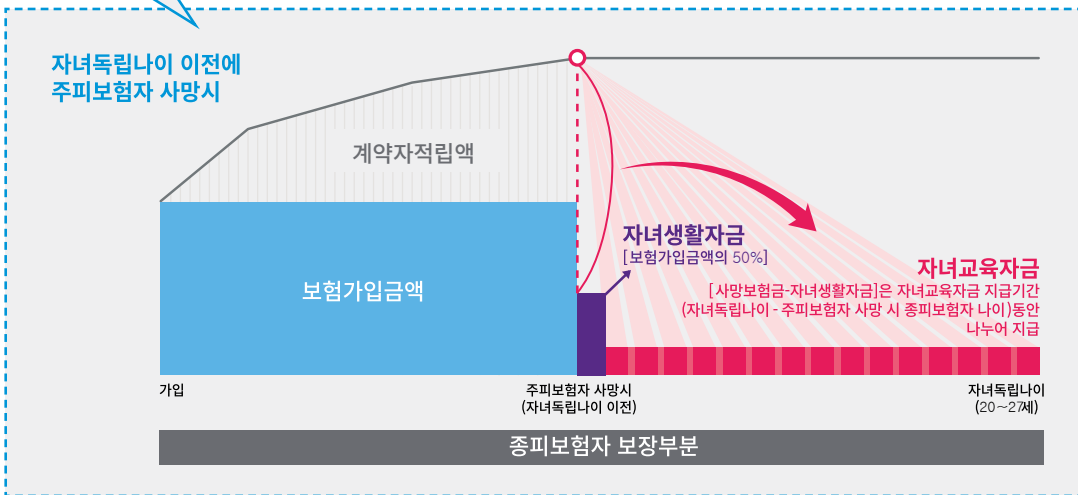 자녀독립나이 이전에
주피보험자 사망시
계약자적립액
보험가입금액
자녀생활자금
[보험가입금액의 50%]
자녀교육자금
[사망보험금-자녀생활자금]은 자녀교육자금 지급기간
(자녀독립나이 - 주피보험자 사망 시 종피보험자 나이)동안
나누어 지급
가입
주피보험자 사망시
(자녀독립나이 이전)
자녀독립나이
(20~27세)
종피보험자 보장부분